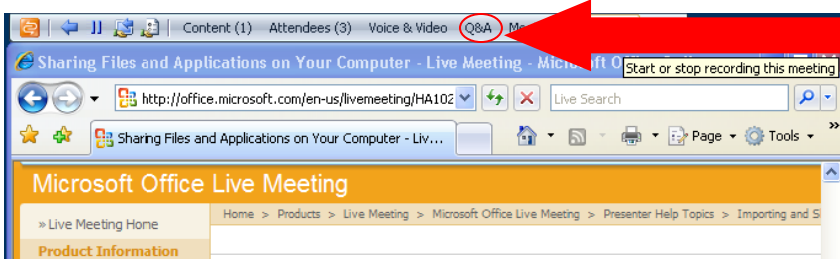 Content (1) Attendees (3) Voice & Video Q&A
Sharing Files and Applications on Your Computer - Live Meeting - Microsoft
Start or stop recording this meeting
http://office.microsoft.com/en-us/livemeeting/HA102 Live Search
Sharing Files and Applications on Your Computer - Liv... Page Tools »
Microsoft Office Live Meeting
» Live Meeting Home
Home > Products > Live Meeting > Microsoft Office Live Meeting > Presenter Help Topics > Importing and S
Product Information